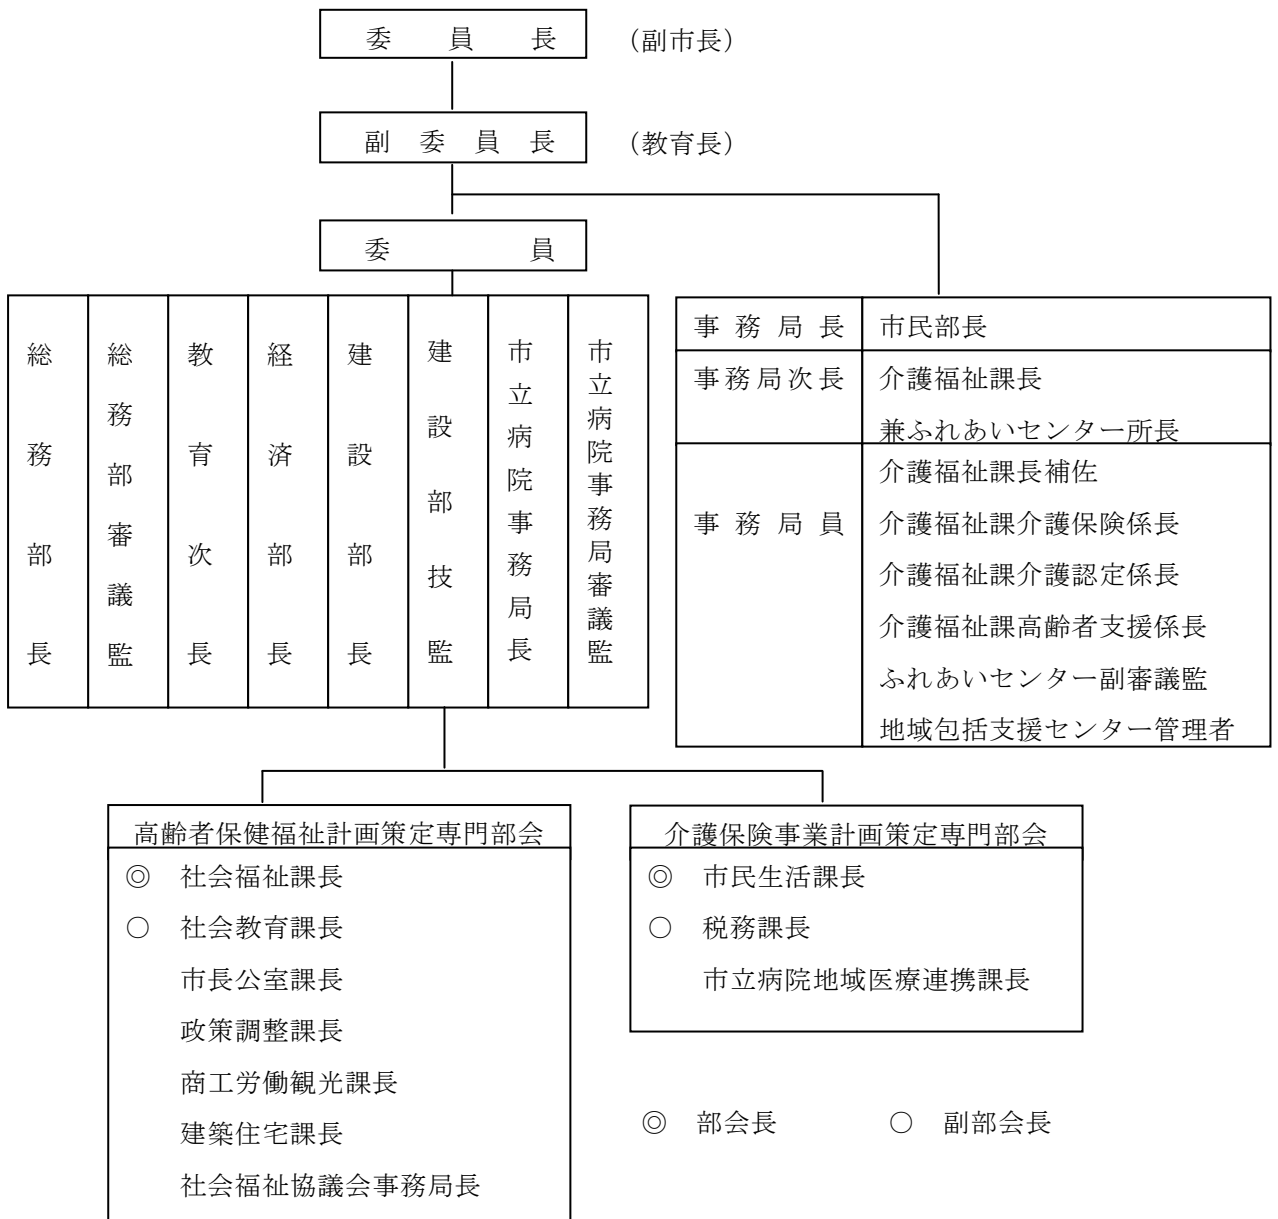 委員長 (副市長)
副委員長 (教育長)
委員
総務部長
総務部審議監
教育次長
経済部長
建設部長
建設部技監
市立病院事務局長
市立病院事務局審議監
事務局長 市民部長
事務局次長 介護福祉課長
兼ふれあいセンター所長
介護福祉課長補佐
事務局員 介護福祉課介護保険係長
介護福祉課介護認定係長
介護福祉課高齢者支援係長
ふれあいセンター副審議監
地域包括支援センター管理者
高齢者保健福祉計画策定専門部会
◎ 社会福祉課長
○ 社会教育課長
市長公室課長
政策調整課長
商工労働観光課長
建築住宅課長
社会福祉協議会事務局長
介護保険事業計画策定専門部会
◎ 市民生活課長
○ 税務課長
市立病院地域医療連携課長
◎ 部会長 ○ 副部会長